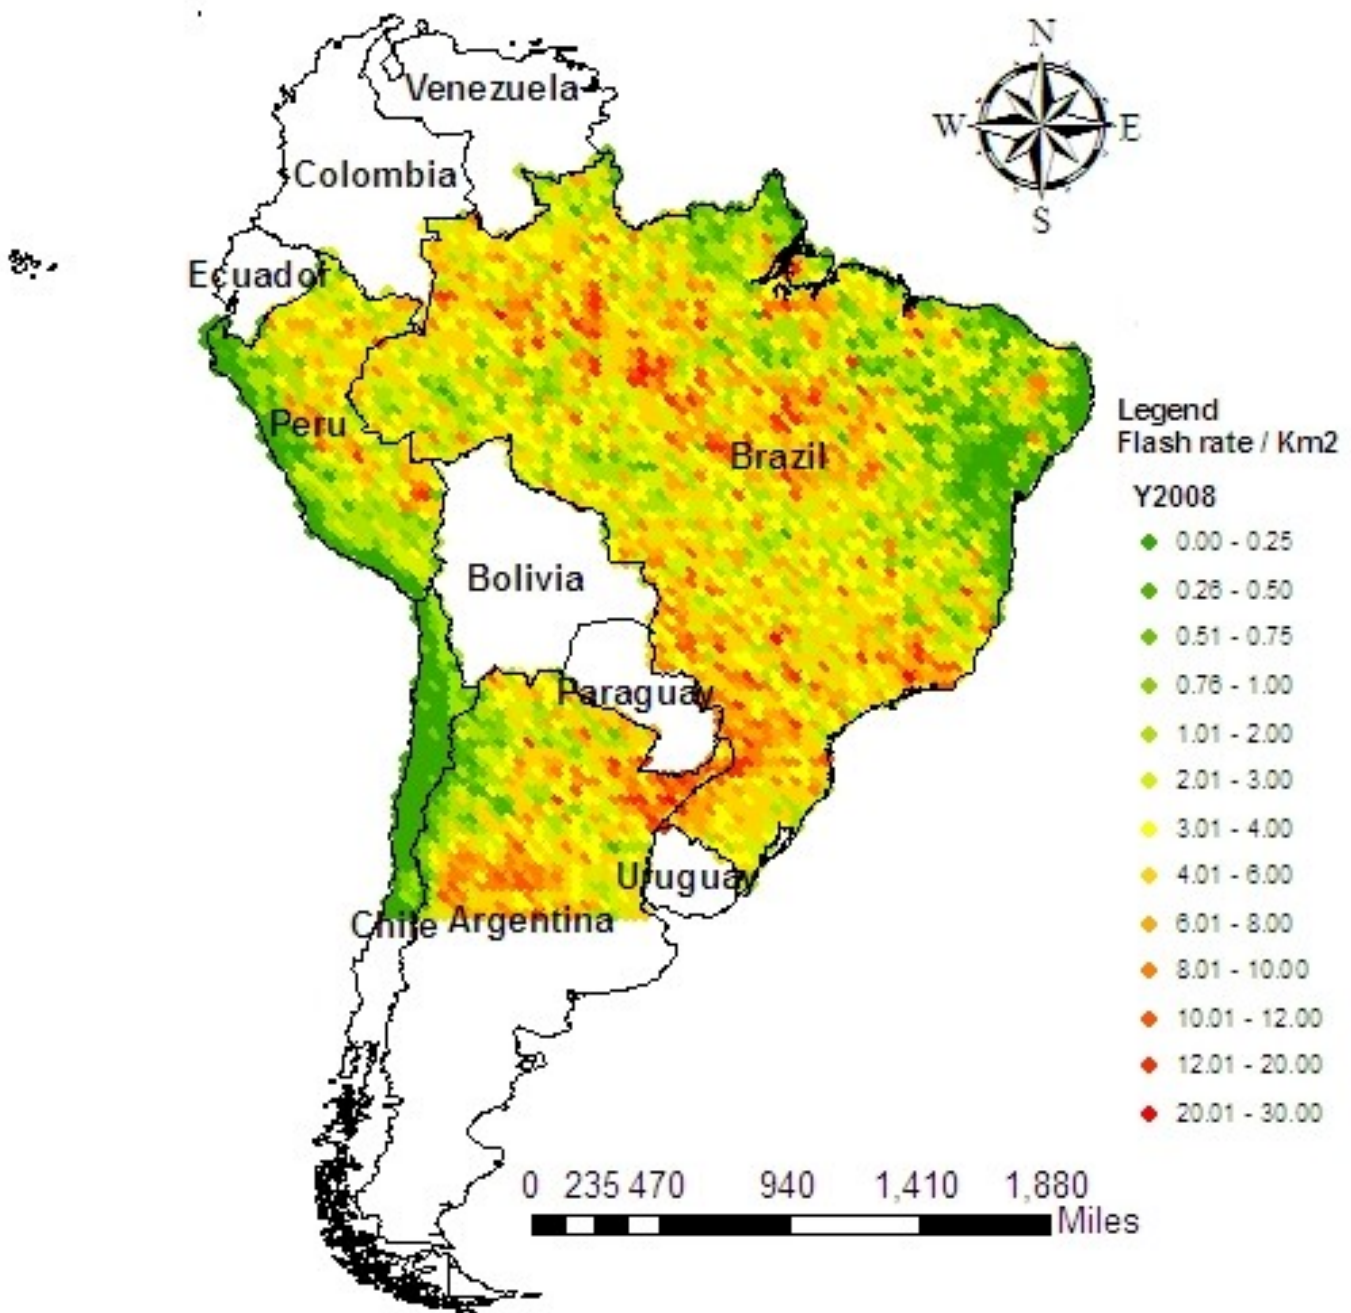 N
Venezuela
W E
Colombia
S
Ecuador
Legend
Peru
Flash rate / Km2
Brazil
Y2008
0.00 - 0.25
Bolivia
0.26 - 0.50
0.51 - 0.75
Paraguay
0.76 - 1.00
1.01 - 2.00
2.01 - 3.00
3.01 - 4.00
Uruguay
4.01 - 6.00
Chile Argentina
6.01 - 8.00
8.01 - 10.00
10.01 - 12.00
12.01 - 20.00
20.01 - 30.00
0 235 470 940 1,410 1,880
Miles